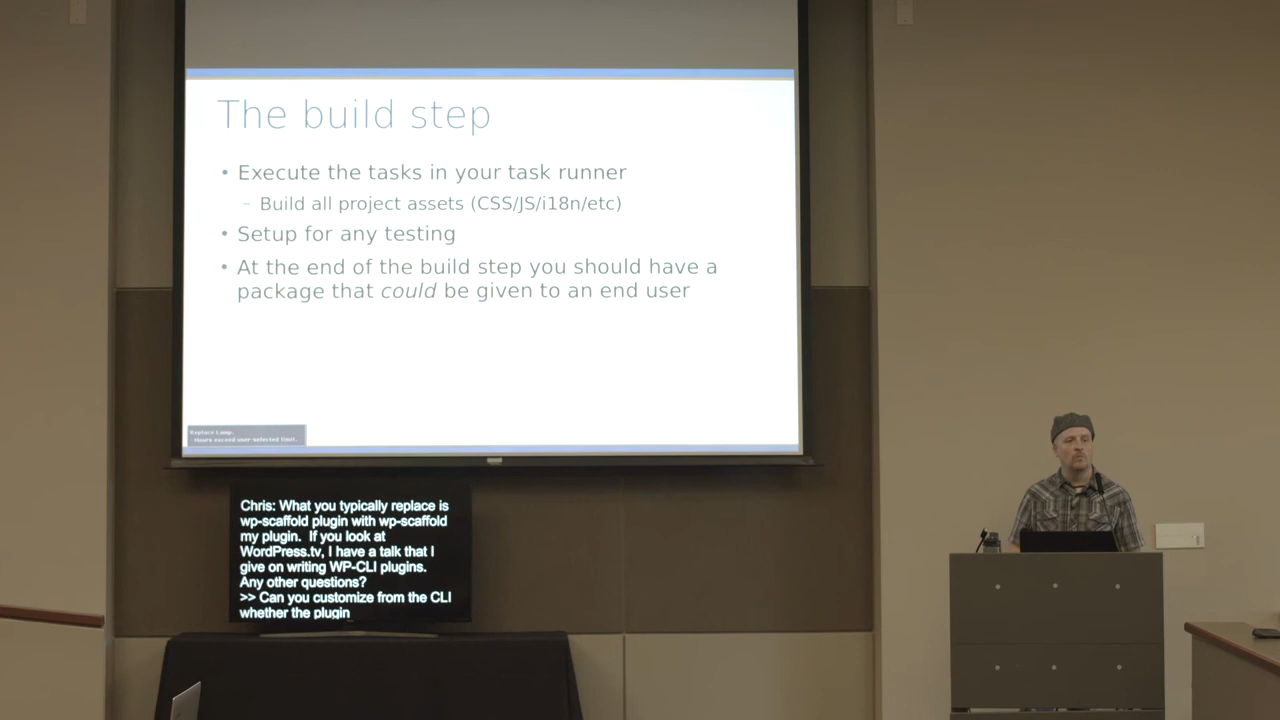 The build step
• Execute the tasks in your task runner
– Build all project assets (CSS/JS/i18n/etc)
• Setup for any testing
• At the end of the build step you should have a
package that could be given to an end user
Replace Lamp.
- Hours exceed user selected limit.
Chris: What you typically replace is
wp-scaffold plugin with wp-scaffold
my plugin.  If you look at
WordPress.tv, I have a talk that I
give on writing WP-CLI plugins.
Any other questions?
>> Can you customize from the CLI
whether the plugin